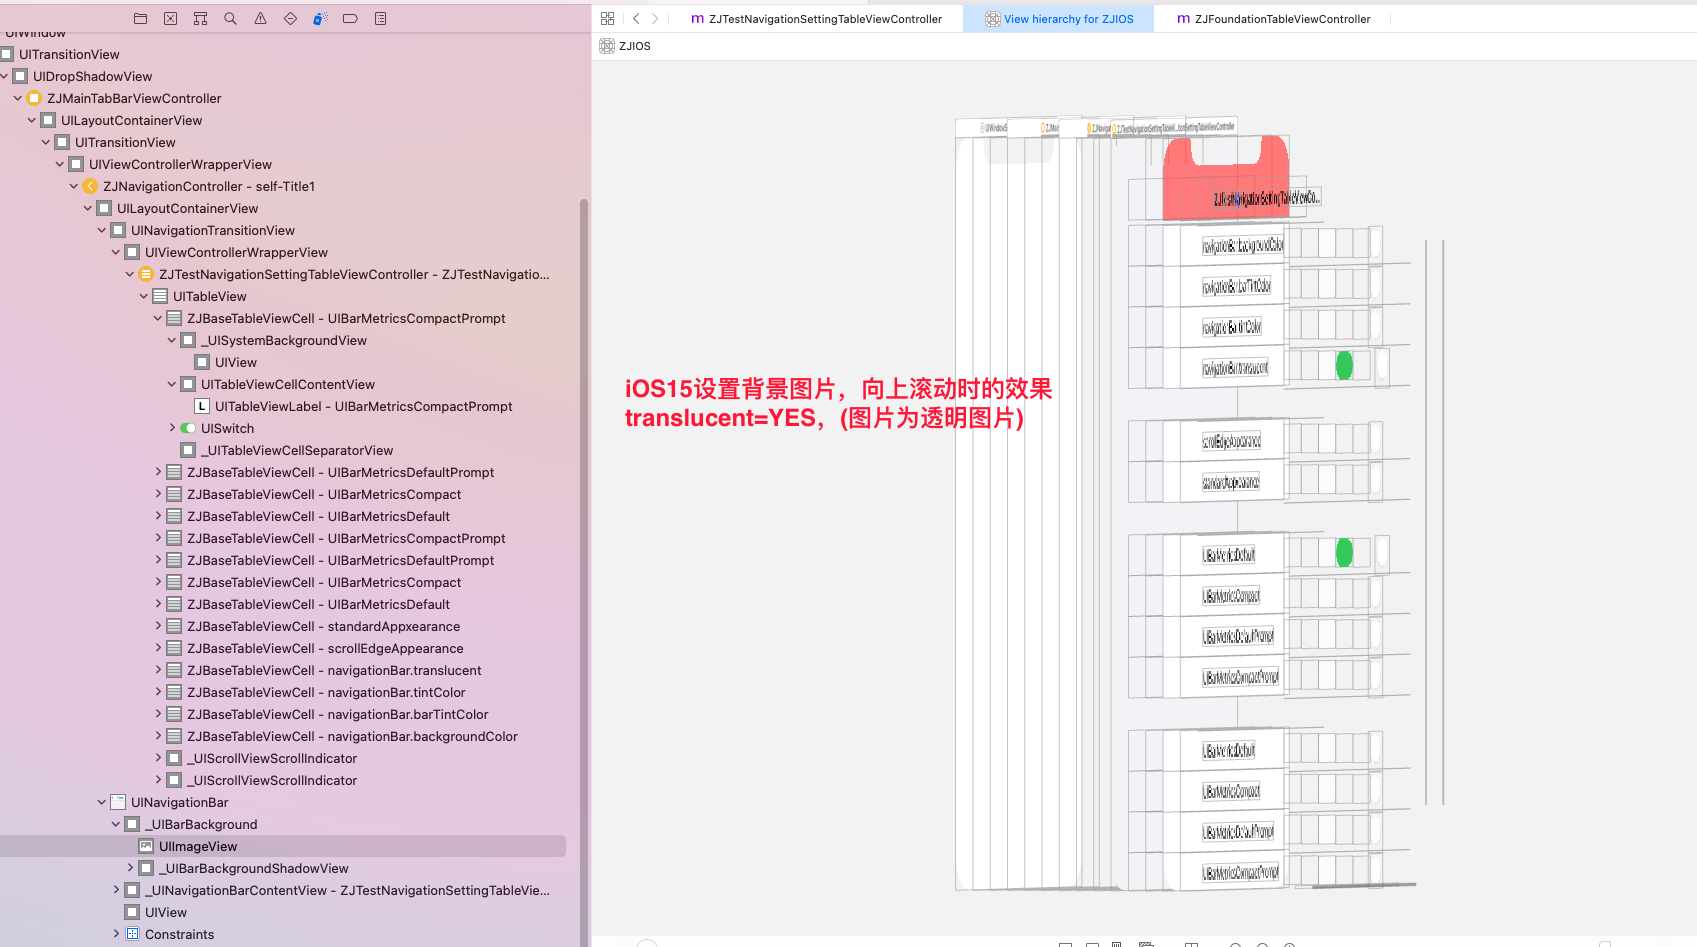 ZJTestNavigationSettingTableViewController
View hierarchy for ZJIOS
ZJFoundationTableViewController
ZJIOS
UIWindow
UITransitionView
UIDropShadowView
ZJMainTabBarViewController
UILayoutContainerView
UITransitionView
UIViewControllerWrapperView
ZJNavigationController - self-Title1
UILayoutContainerView
UINavigationTransitionView
UIViewControllerWrapperView
ZJTestNavigationSettingTableViewController - ZJTestNavigatio...
UITableView
ZJBaseTableViewCell - UIBarMetricsCompactPrompt
_UISystemBackgroundView
UIView
UITableViewCellContentView
L UITableViewLabel - UIBarMetricsCompactPrompt
UISwitch
_UITableViewCellSeparatorView
ZJBaseTableViewCell - UIBarMetricsDefaultPrompt
ZJBaseTableViewCell - UIBarMetricsCompact
ZJBaseTableViewCell - UIBarMetricsDefault
ZJBaseTableViewCell - UIBarMetricsCompactPrompt
ZJBaseTableViewCell - UIBarMetricsDefaultPrompt
ZJBaseTableViewCell - UIBarMetricsCompact
ZJBaseTableViewCell - UIBarMetricsDefault
ZJBaseTableViewCell - standardAppxearance
ZJBaseTableViewCell - scrollEdgeAppearance
ZJBaseTableViewCell - navigationBar.translucent
ZJBaseTableViewCell - navigationBar.tintColor
ZJBaseTableViewCell - navigationBar.barTintColor
ZJBaseTableViewCell - navigationBar.backgroundColor
_UIScrollViewScrollIndicator
_UIScrollViewScrollIndicator
UINavigationBar
_UIBarBackground
UIImageView
_UIBarBackgroundShadowView
_UINavigationBarContentView - ZJTestNavigationSettingTableVie...
UIView
Constraints
iOS15设置背景图片，向上滚动时的效果
translucent=YES，(图片为透明图片)
ZJTestNavigationSettingTableViewCo...
navigationBar.backgroundColor
navigationBar.barTintColor
navigationBar.tintColor
navigationBar.translucent
scrollEdgeAppearance
standardAppxearance
UIBarMetricsDefault
UIBarMetricsCompact
UIBarMetricsDefaultPrompt
UIBarMetricsCompactPrompt
UIBarMetricsDefault
UIBarMetricsCompact
UIBarMetricsDefaultPrompt
UIBarMetricsCompactPrompt